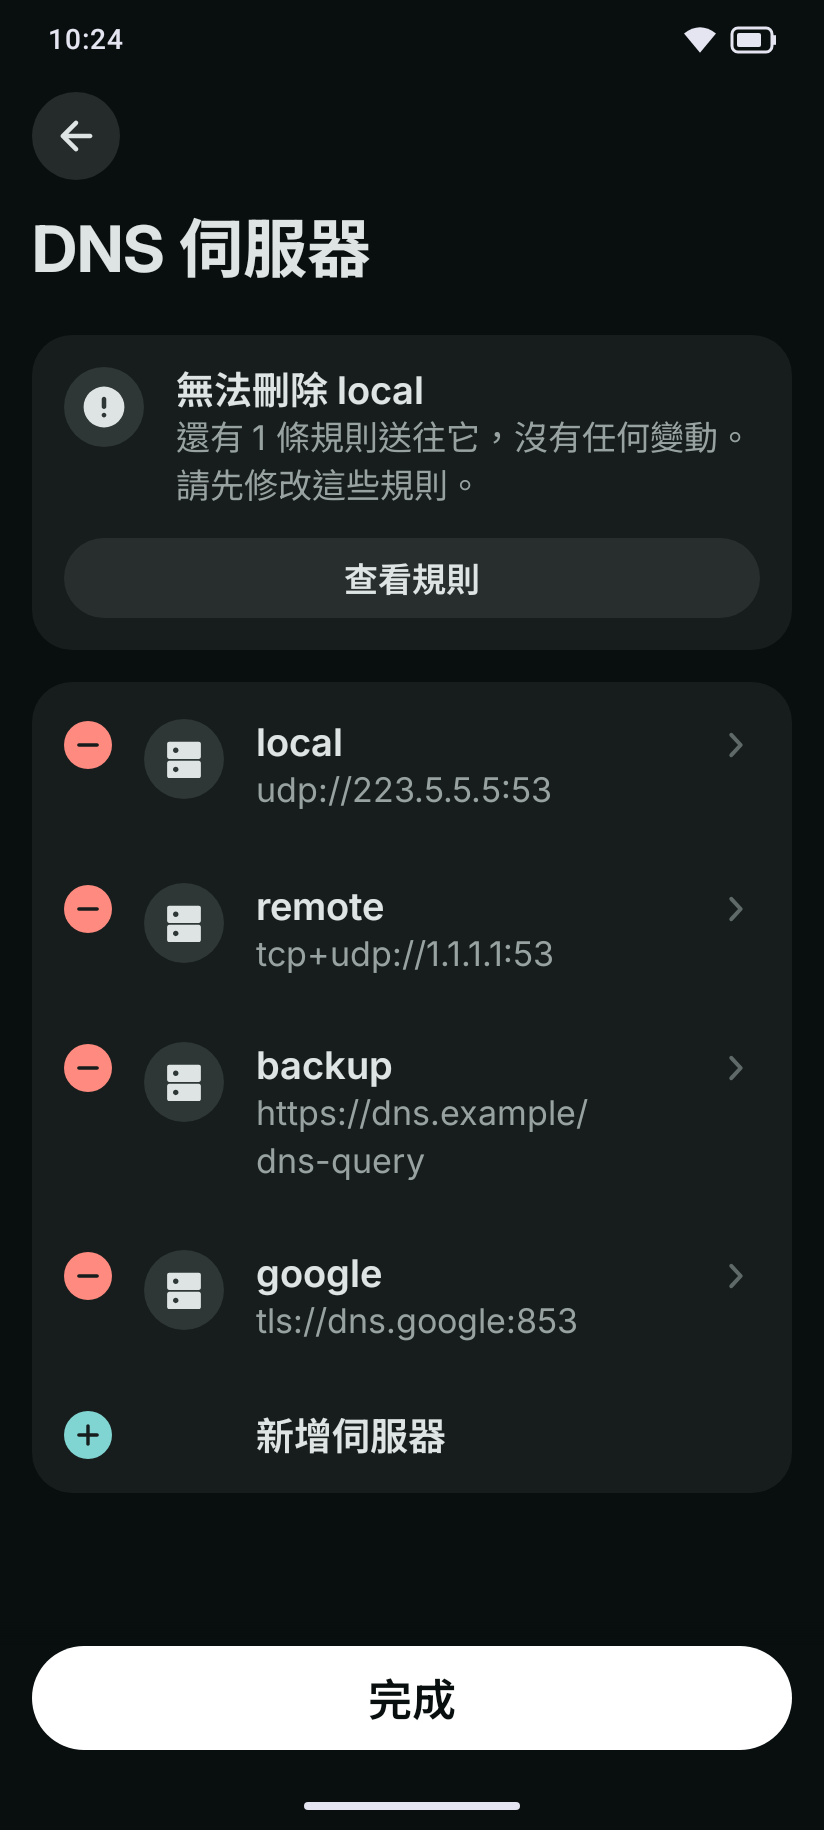 10:24
DNS 伺服器
無法刪除 local
還有 1 條規則送往它，沒有任何變動。
請先修改這些規則。
查看規則
local
udp://223.5.5.5:53
remote
tcp+udp://1.1.1.1:53
backup
https://dns.example/
dns-query
google
tls://dns.google:853
新增伺服器
完成